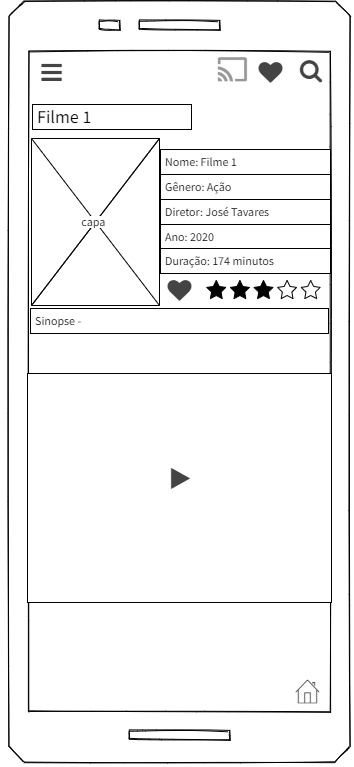 Filme 1
capa
Nome: Filme 1
Gênero: Ação
Diretor: José Tavares
Ano: 2020
Duração: 174 minutos
Sinopse -